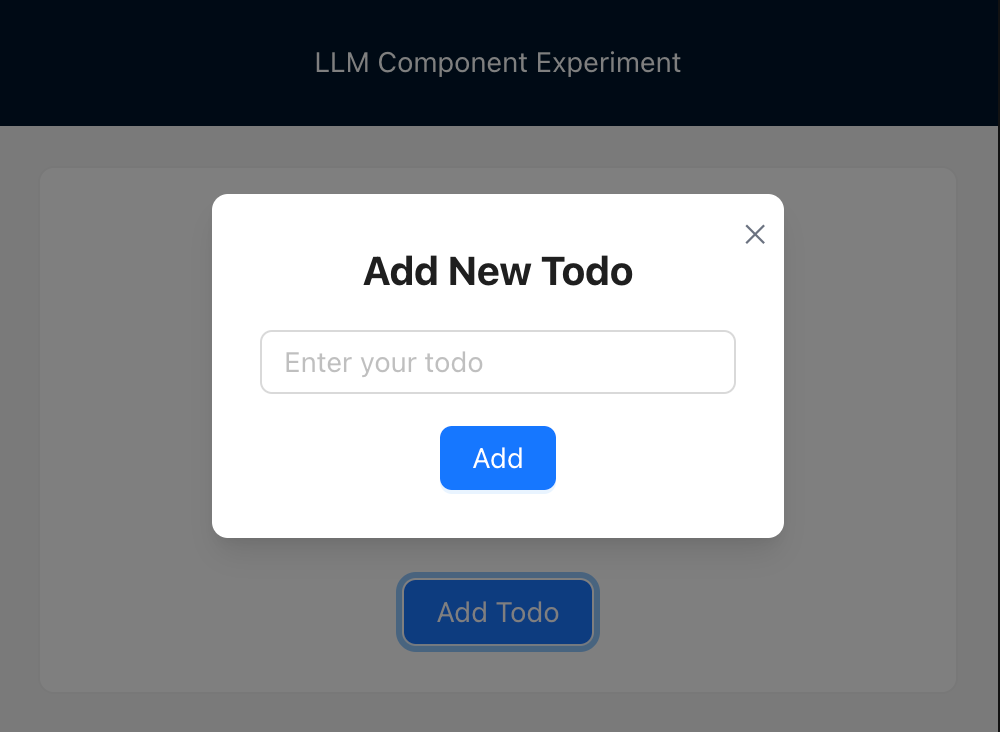 LLM Component Experiment
Add New Todo
Enter your todo
Add
Add Todo